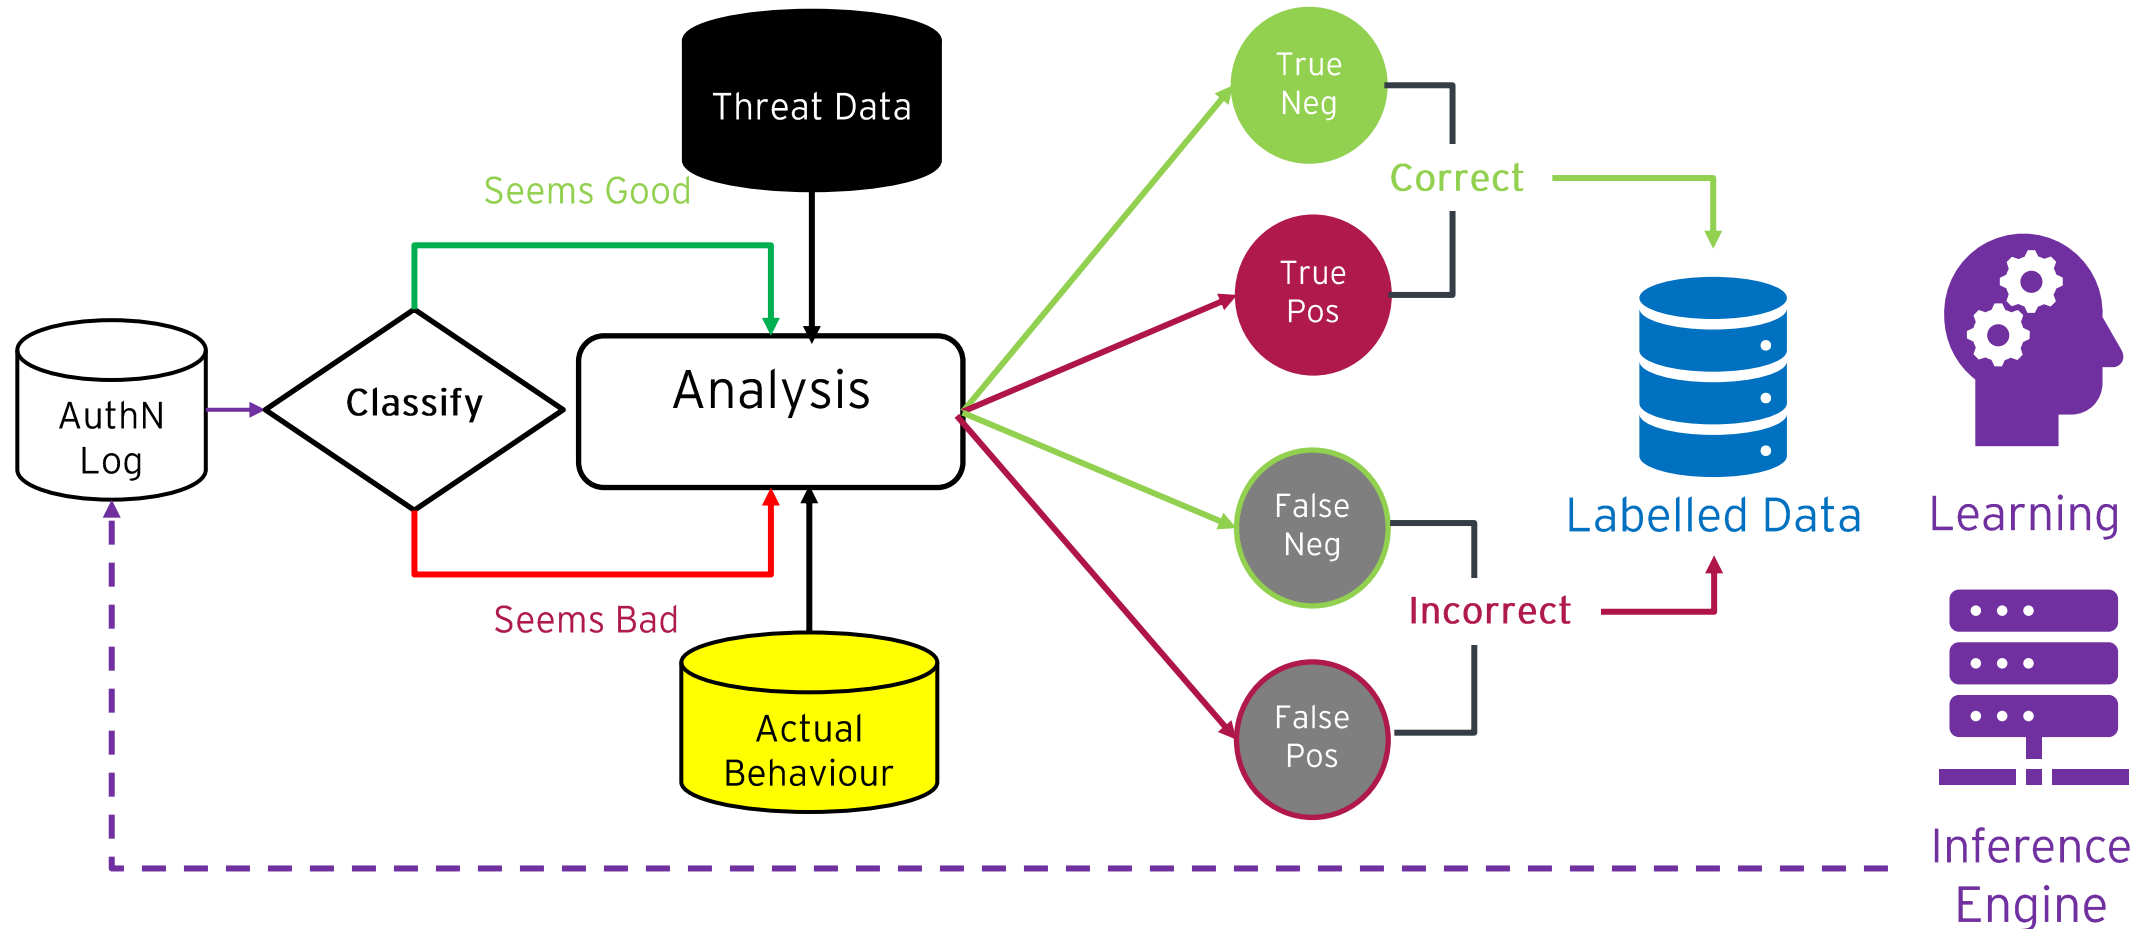 Threat Data
Seems Good
AuthN
Log
Classify
Analysis
Seems Bad
Actual
Behaviour
True
Neg
True
Pos
Correct
False
Neg
False
Pos
Incorrect
Labelled Data
Learning
Inference
Engine